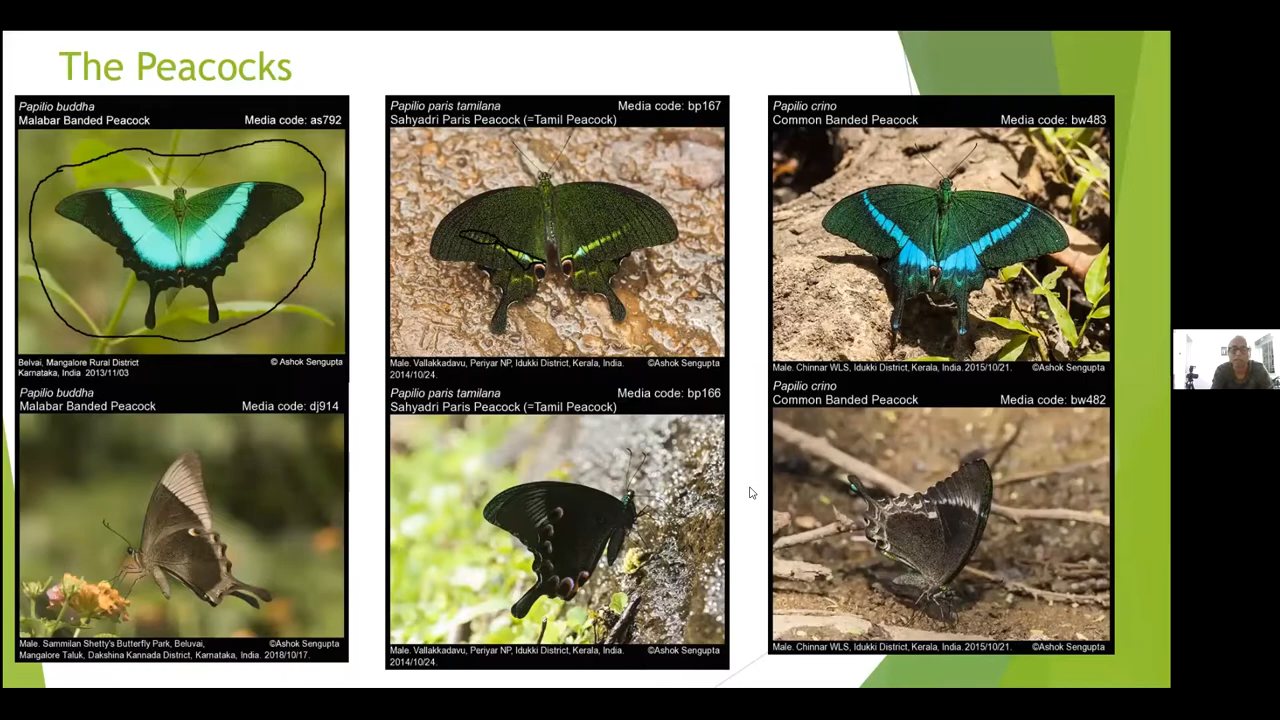 The Peacocks
Papilio buddha
Malabar Banded Peacock Media code: as792
Belvai, Mangalore Rural District © Ashok Sengupta
Karnataka, India 2013/11/03
Papilio buddha
Malabar Banded Peacock Media code: dj914
Male. Sammilan Shetty's Butterfly Park, Beluvai, ©Ashok Sengupta
Mangalore Taluk, Dakshina Kannada District, Karnataka, India. 2018/10/17.
Papilio paris tamilana Media code: bp167
Sahyadri Paris Peacock (=Tamil Peacock)
Male. Vallakkadavu, Periyar NP, Idukki District, Kerala, India. ©Ashok Sengupta
2014/10/24.
Papilio paris tamilana Media code: bp166
Sahyadri Paris Peacock (=Tamil Peacock)
Male. Vallakkadavu, Periyar NP, Idukki District, Kerala, India. ©Ashok Sengupta
2014/10/24.
Papilio crino
Common Banded Peacock Media code: bw483
Male. Chinnar WLS, Idukki District, Kerala, India. 2015/10/21. ©Ashok Sengupta
Papilio crino
Common Banded Peacock Media code: bw482
Male. Chinnar WLS, Idukki District, Kerala, India. 2015/10/21. ©Ashok Sengupta